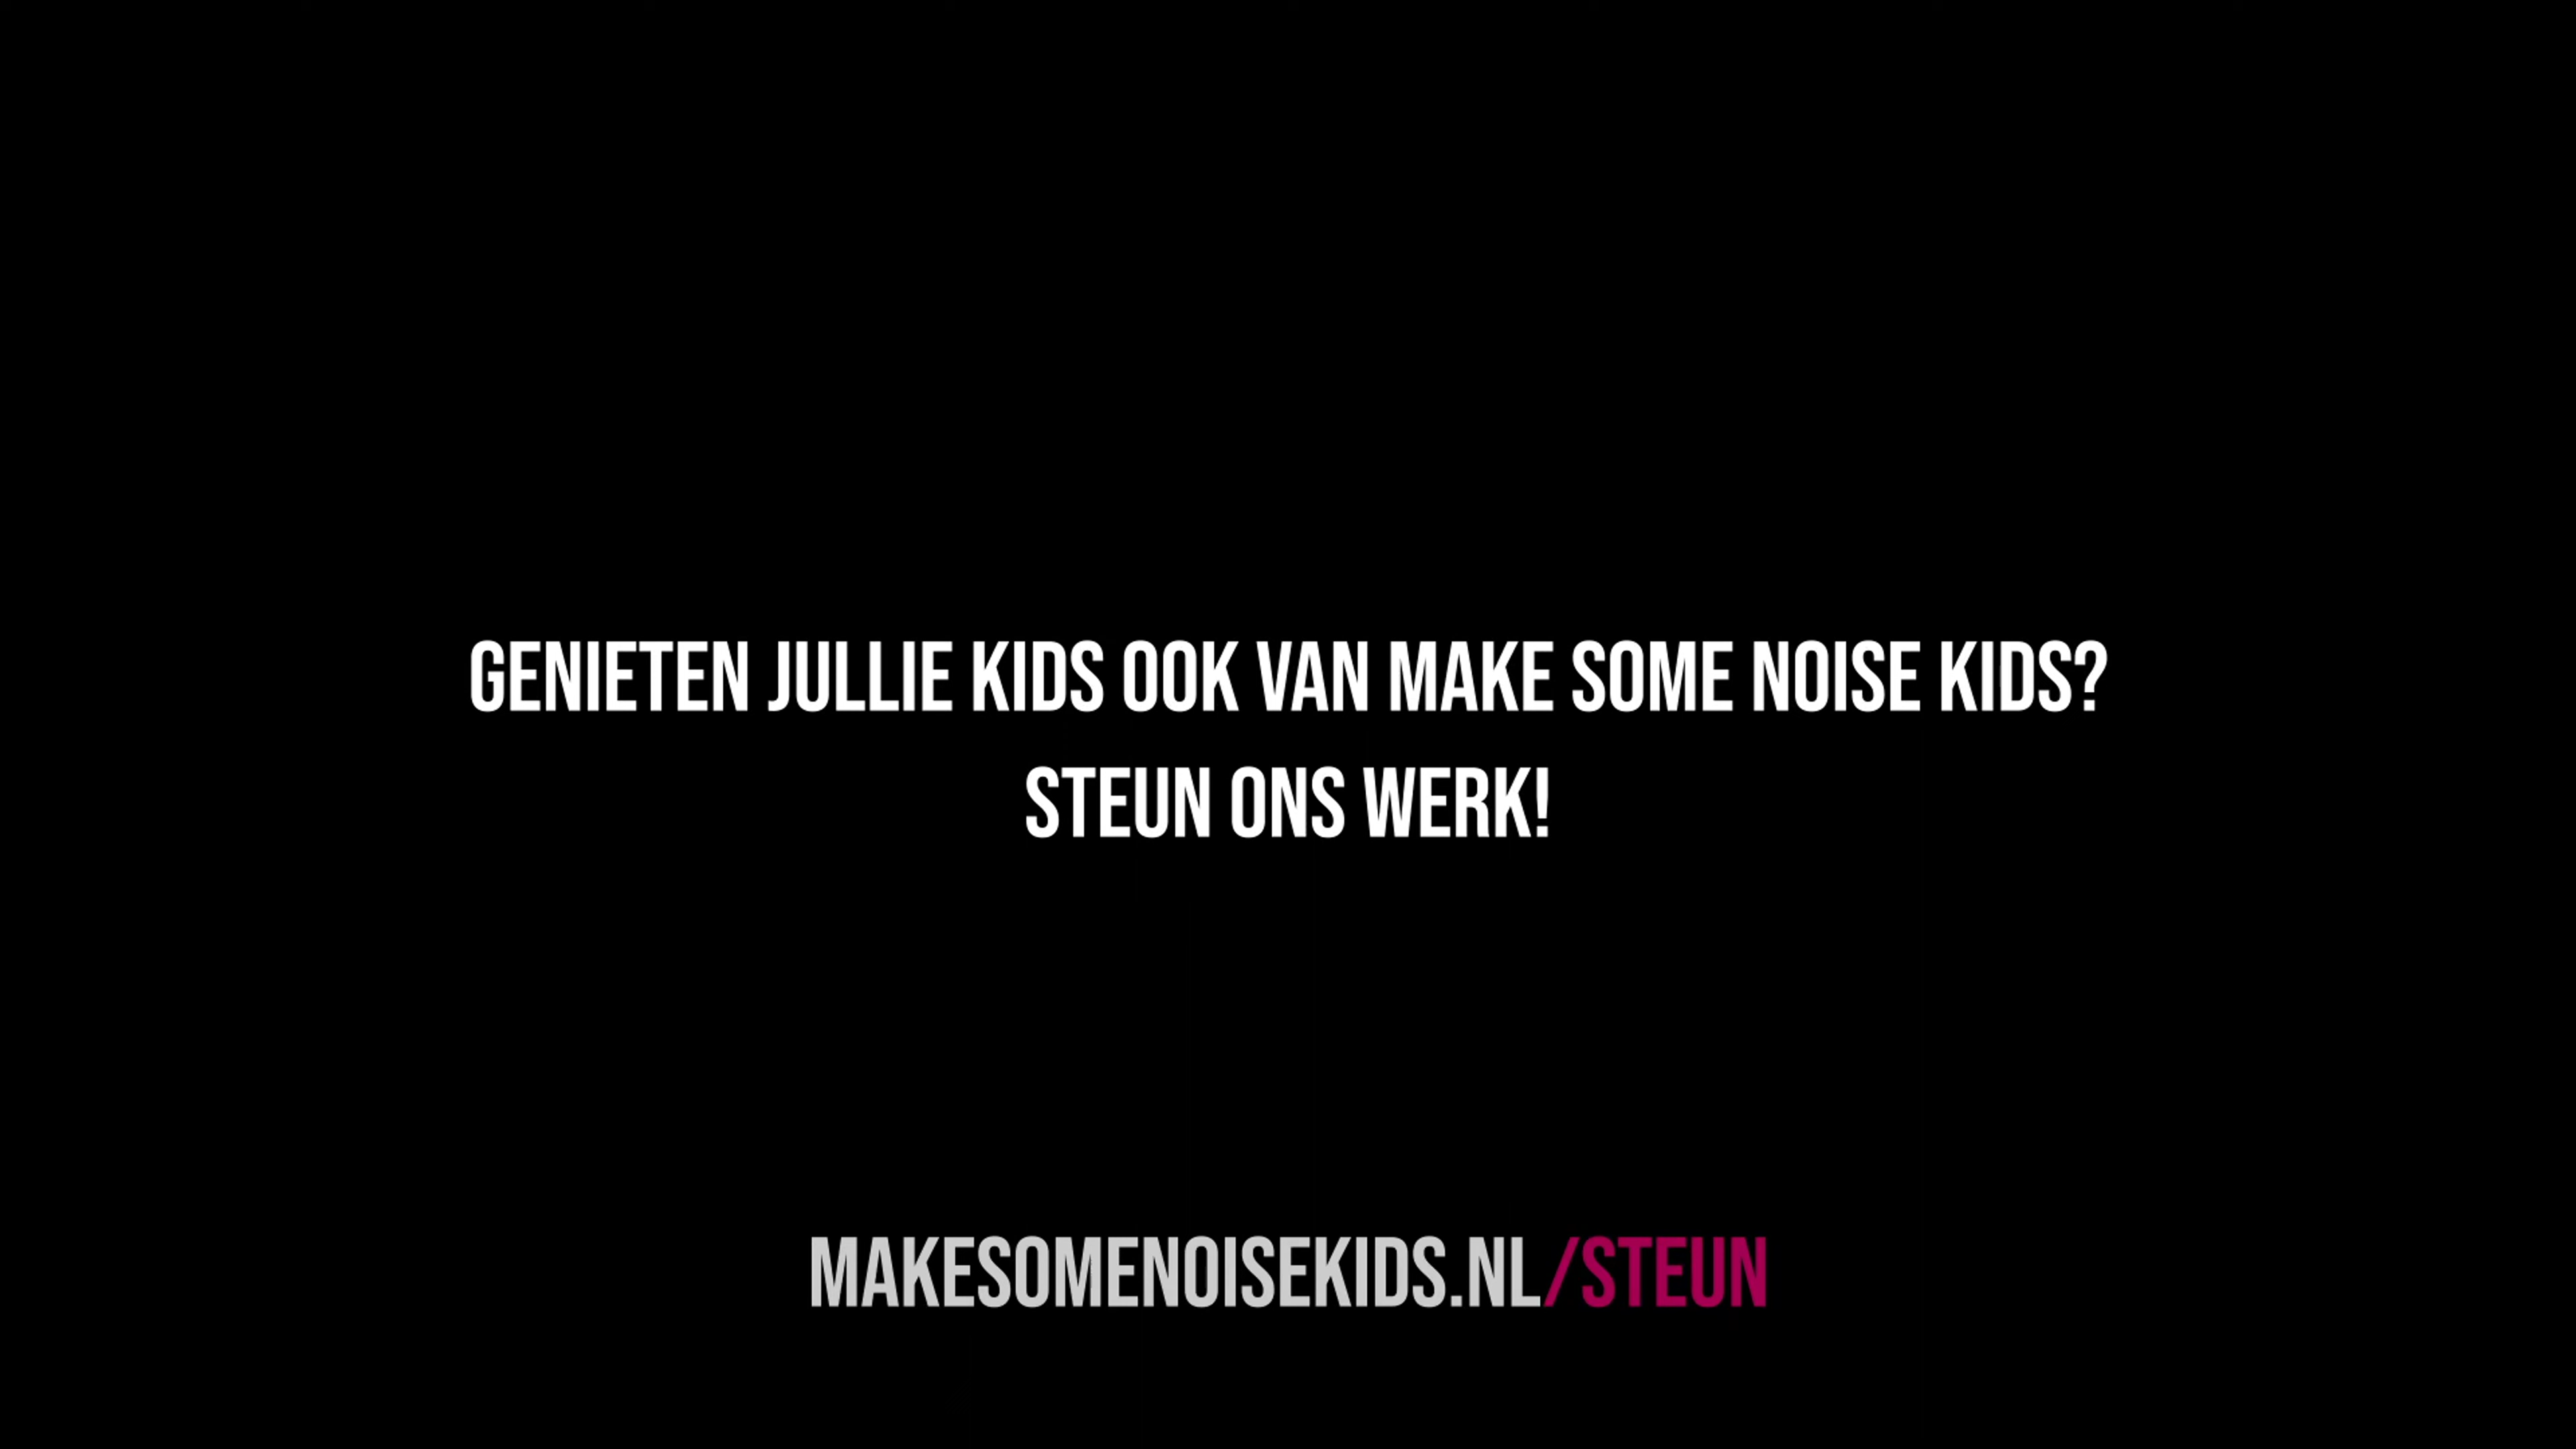 GENIETEN JULLIE KIDS OOK VAN MAKE SOME NOISE KIDS?
STEUN ONS WERK!
MAKESOMENOISEKIDS.NL/STEUN